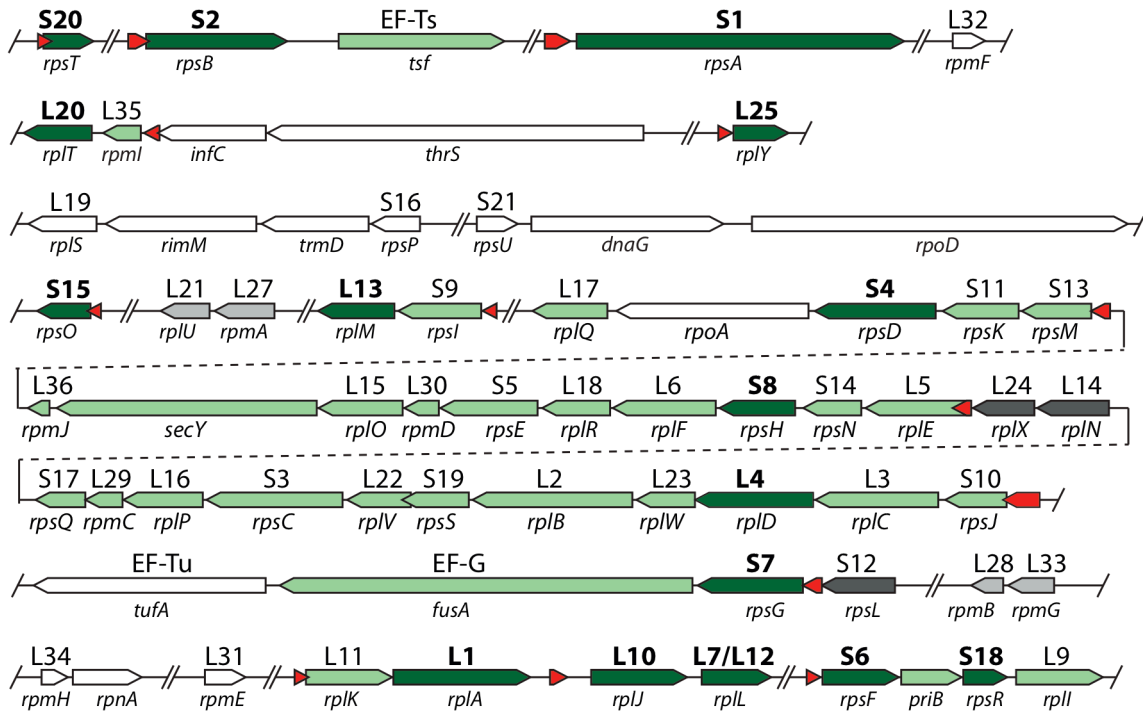 S20 S2 EF-Ts S1 L32
rpsT rpsB tsf rpsA rpmF
L20 L35 L25
rplT rpmI infC thrS rplY
L19 S16 S21
rplS rimM trmD rpsP rpsU dnaG rpoD
S15 L21 L27 L13 S9 L17 S4 S11 S13
rpsO rplU rpmA rplM rpsI rplQ rpoA rpsD rpsK rpsM
L36 L15 L30 S5 L18 L6 S8 S14 L5 L24 L14
rpmJ secY rplO rpmD rpsE rplR rplF rpsH rpsN rplE rplX rplN
S17 L29 L16 S3 L22 S19 L2 L23 L4 L3 S10
rpsQ rpmC rplP rpsC rplV rpsS rplB rplW rplD rplC rpsJ
EF-Tu EF-G S7 S12 L28 L33
tufA fusA rpsG rpsL rpmB rpmG
L34 L31 L11 L1 L10 L7/L12 S6 S18 L9
rpmH rpnA rpmE rplK rplA rplJ rplL rpsF priB rpsR rplI